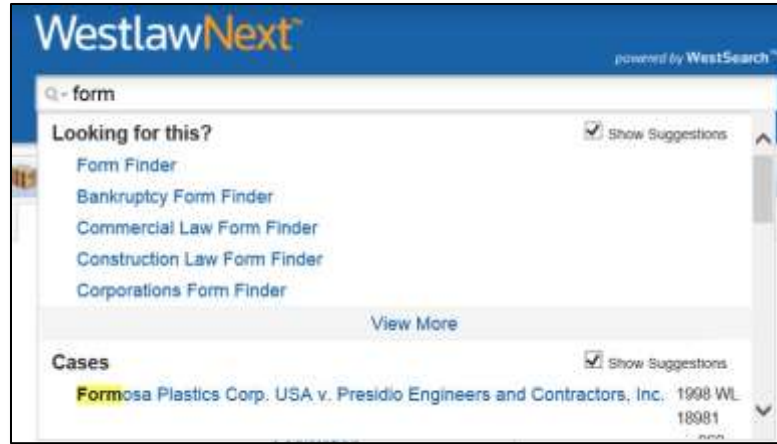 WestlawNext™
powered by WestSearch™
form
Looking for this?
Show Suggestions
Form Finder
Bankruptcy Form Finder
Commercial Law Form Finder
Construction Law Form Finder
Corporations Form Finder
View More
Cases
Show Suggestions
Formosa Plastics Corp. USA v. Presidio Engineers and Contractors, Inc. 1998 WL
18981